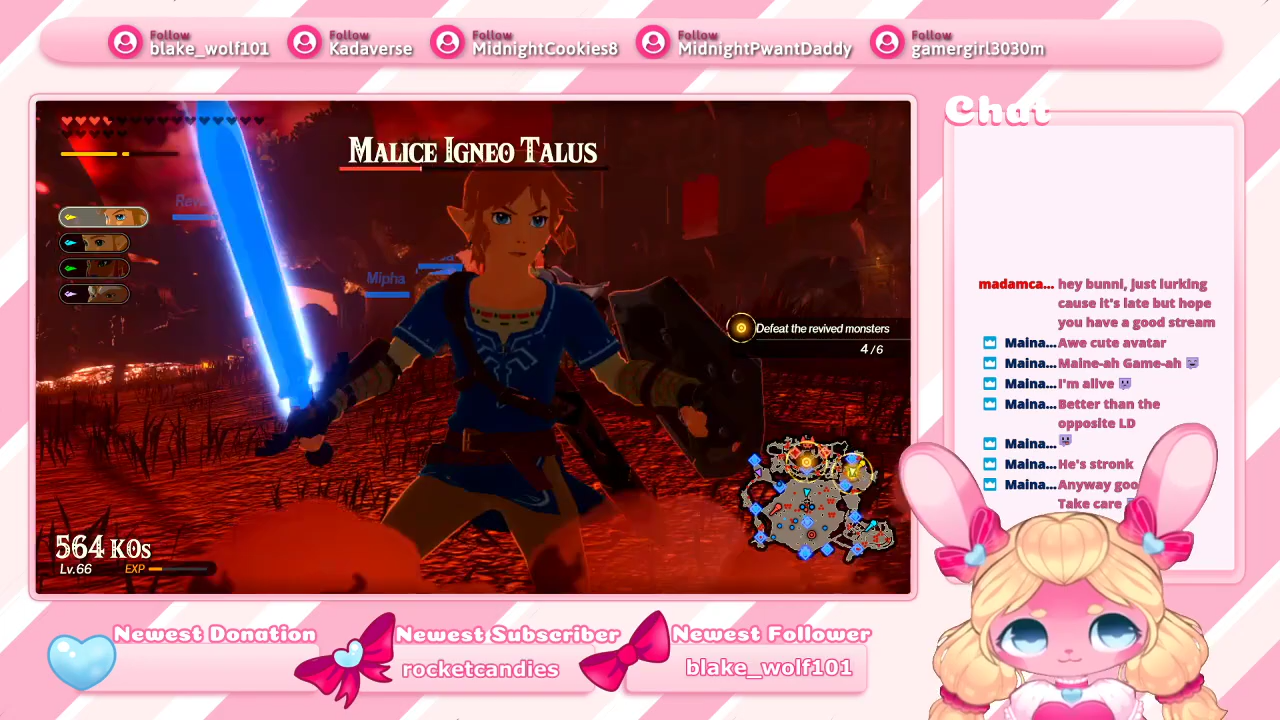 Follow
blake_wolf101
Follow
Kadaverse
Follow
MidnightCookies8
Follow
MidnightPwantDaddy
Follow
gamergirl3030m
Chat
MALICE IGNEO TALUS
Mipha
Defeat the revived monsters
4/6
564 KOs
Lv.66
EXP
madamca... hey bunni, just lurking
cause it's late but hope
you have a good stream
Maina... Awe cute avatar
Maina... Maine-ah Game-ah
Maina... I'm alive
Maina... Better than the
opposite LD
Maina...
Maina... He's stronk
Maina... Anyway
Take care
Newest Donation
Newest Subscriber
rocketcandies
Newest Follower
blake_wolf101